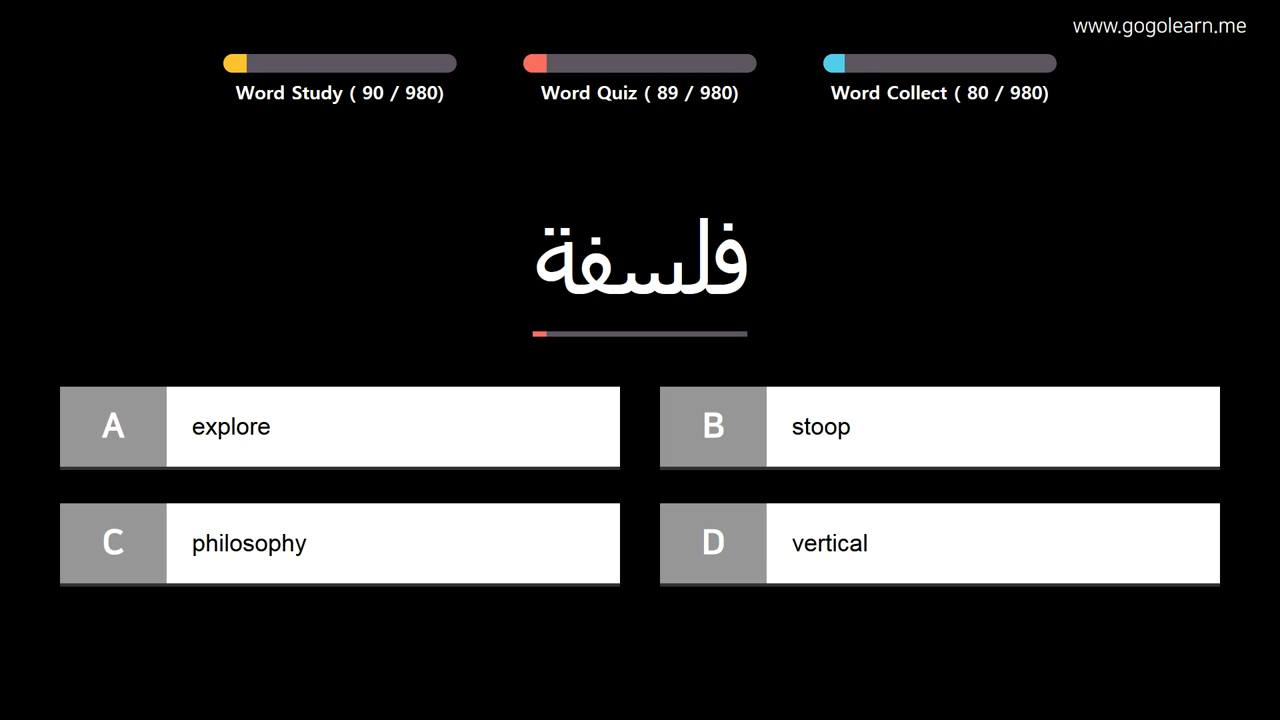 www.gogolearn.me
Word Study ( 90 / 980)
Word Quiz ( 89 / 980)
Word Collect ( 80 / 980)
فلسفة
A explore
B stoop
C philosophy
D vertical